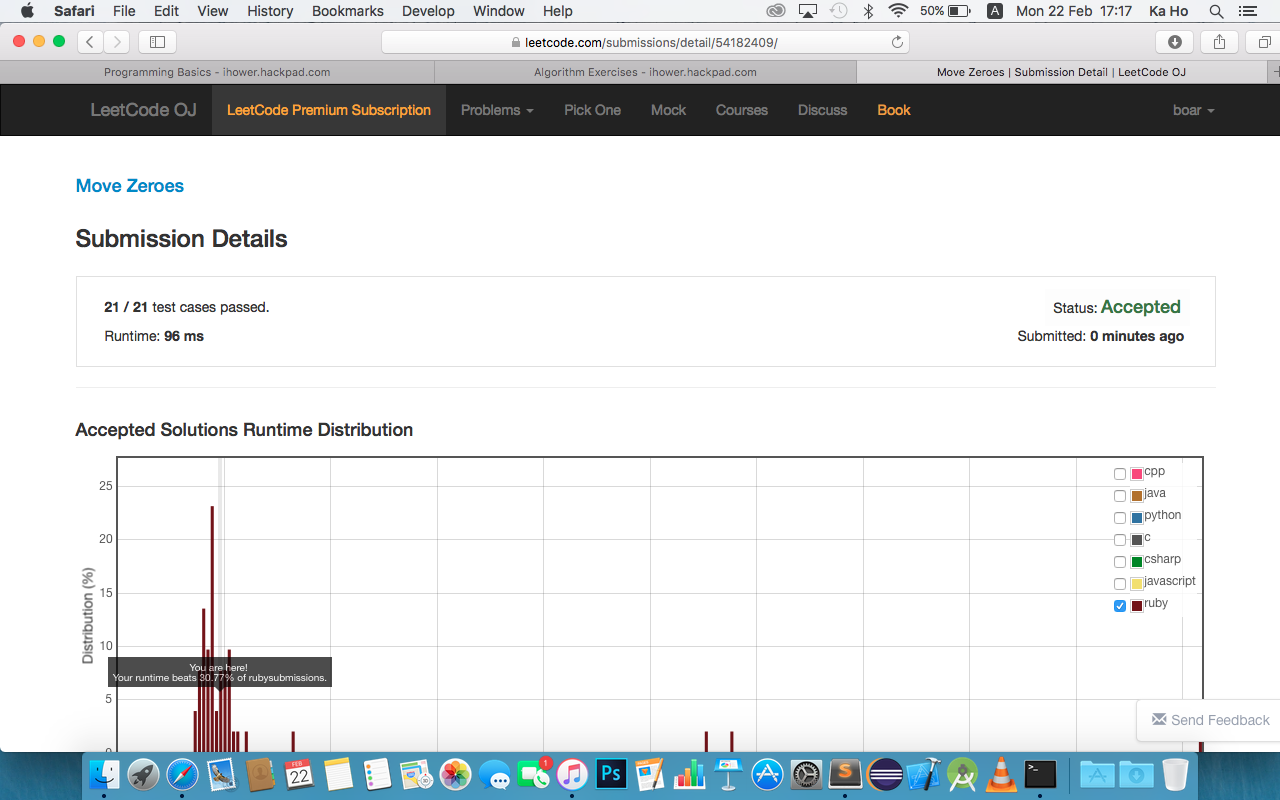 Safari File Edit View History Bookmarks Develop Window Help 50% A Mon 22 Feb 17:17 Ka Ho
leetcode.com/submissions/detail/54182409/
Programming Basics - ihower.hackpad.com
Algorithm Exercises - ihower.hackpad.com
Move Zeroes | Submission Detail | LeetCode OJ
LeetCode OJ LeetCode Premium Subscription Problems Pick One Mock Courses Discuss Book boar
Move Zeroes
Submission Details
21 / 21 test cases passed.
Status: Accepted
Runtime: 96 ms
Submitted: 0 minutes ago
Accepted Solutions Runtime Distribution
25
20
15
10
5
0
Distribution (%)
You are here!
Your runtime beats 30.77% of rubysubmissions.
cpp
java
python
c
csharp
javascript
ruby
Send Feedback
FEB
22
3D
1
Ps
S
>_